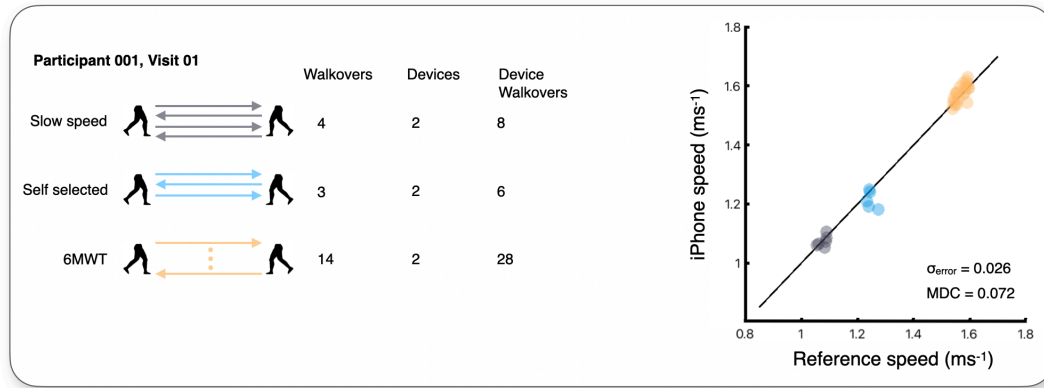 Participant 001, Visit 01
Walkovers Devices Device
Walkovers
Slow speed 4 2 8
Self selected 3 2 6
6MWT 14 2 28
1.8
1.6
1.4
1.2
1
0.8 1 1.2 1.4 1.6 1.8
iPhone speed (ms⁻¹)
Reference speed (ms⁻¹)
σerror = 0.026
MDC = 0.072